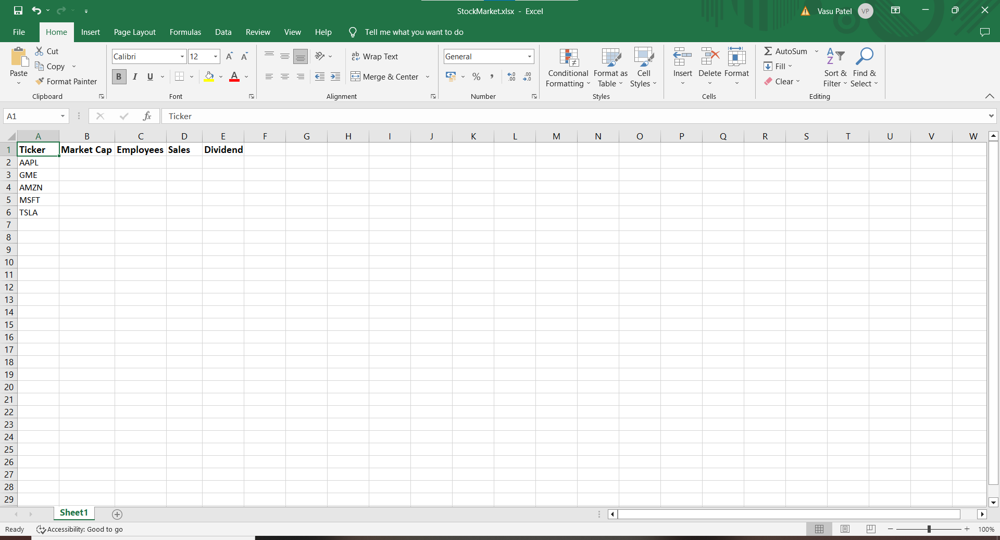 StockMarket.xlsx - Excel
Vasu Patel VP
File Home Insert Page Layout Formulas Data Review View Help Tell me what you want to do
Paste
Cut
Copy
Format Painter
Clipboard
Calibri 12 A A
B I U A
Font
ab Wrap Text
Merge & Center
Alignment
General
% , .00 .0
Number
Conditional Formatting
Format as Table
Cell Styles
Styles
Insert
Delete
Format
Cells
AutoSum
Fill
Clear
Sort & Filter
Find & Select
Editing
A1 fx Ticker
A B C D E F G H I J K L M N O P Q R S T U V W
1 Ticker Market Cap Employees Sales Dividend
2 AAPL
3 GME
4 AMZN
5 MSFT
6 TSLA
7
8
9
10
11
12
13
14
15
16
17
18
19
20
21
22
23
24
25
26
27
28
29
Sheet1
Ready Accessibility: Good to go 100%